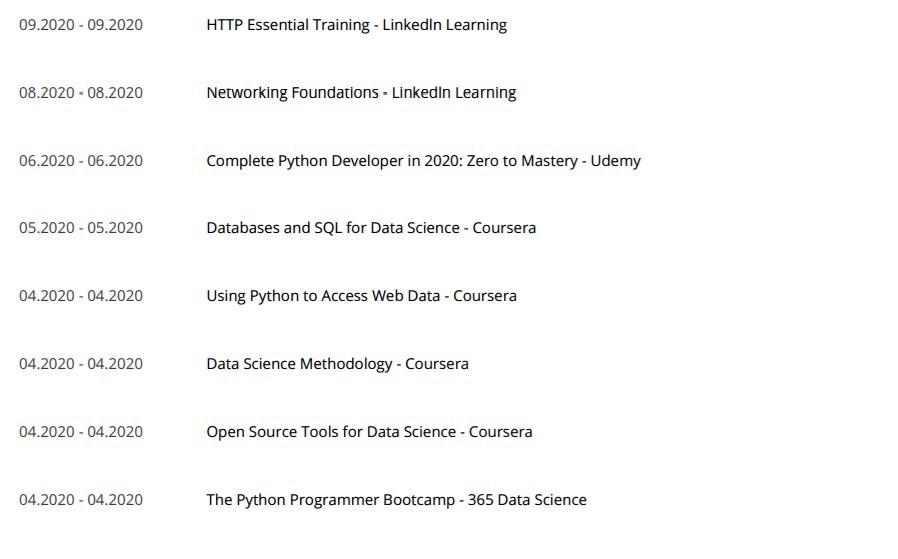 09.2020 - 09.2020 HTTP Essential Training - LinkedIn Learning
08.2020 - 08.2020 Networking Foundations - LinkedIn Learning
06.2020 - 06.2020 Complete Python Developer in 2020: Zero to Mastery - Udemy
05.2020 - 05.2020 Databases and SQL for Data Science - Coursera
04.2020 - 04.2020 Using Python to Access Web Data - Coursera
04.2020 - 04.2020 Data Science Methodology - Coursera
04.2020 - 04.2020 Open Source Tools for Data Science - Coursera
04.2020 - 04.2020 The Python Programmer Bootcamp - 365 Data Science